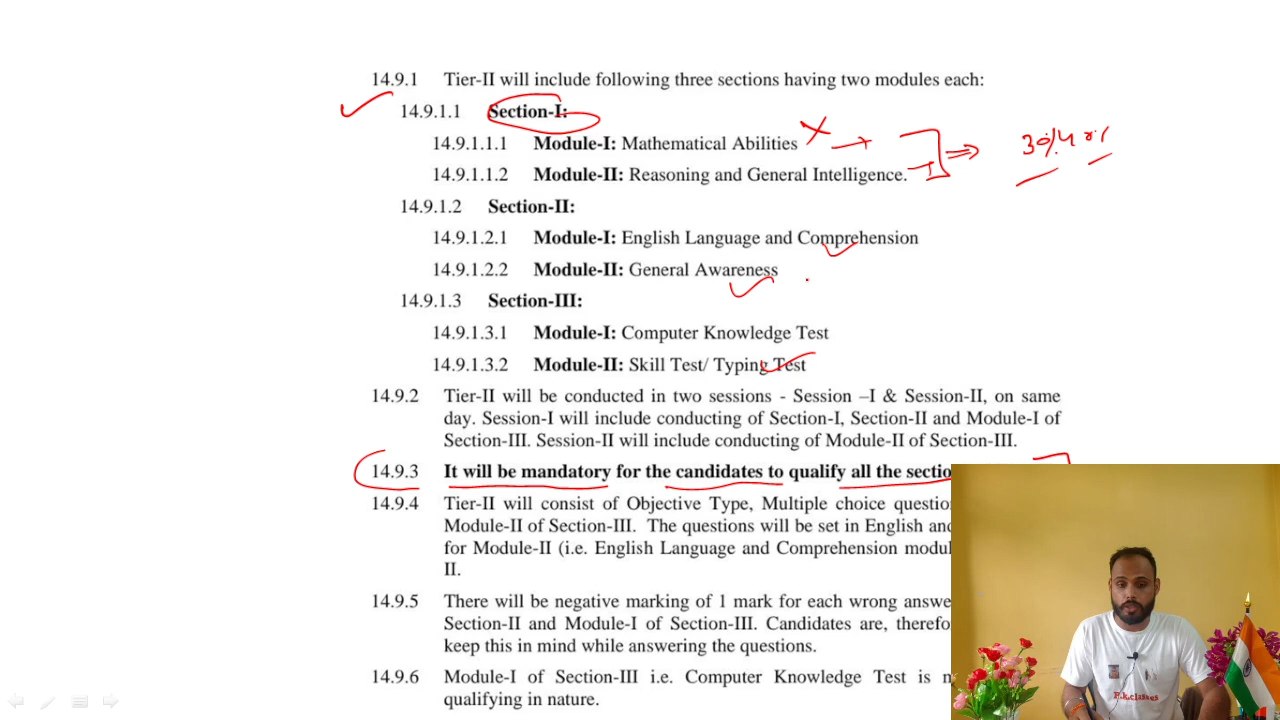 14.9.1 Tier-II will include following three sections having two modules each:
14.9.1.1 Section-I:
14.9.1.1.1 Module-I: Mathematical Abilities
14.9.1.1.2 Module-II: Reasoning and General Intelligence.
14.9.1.2 Section-II:
14.9.1.2.1 Module-I: English Language and Comprehension
14.9.1.2.2 Module-II: General Awareness
14.9.1.3 Section-III:
14.9.1.3.1 Module-I: Computer Knowledge Test
14.9.1.3.2 Module-II: Skill Test/ Typing Test
14.9.2 Tier-II will be conducted in two sessions - Session –I & Session-II, on same
day. Session-I will include conducting of Section-I, Section-II and Module-I of
Section-III. Session-II will include conducting of Module-II of Section-III.
14.9.3 It will be mandatory for the candidates to qualify all the sectio
14.9.4 Tier-II will consist of Objective Type, Multiple choice questio
Module-II of Section-III. The questions will be set in English and
for Module-II (i.e. English Language and Comprehension modul
II.
14.9.5 There will be negative marking of 1 mark for each wrong answe
Section-II and Module-I of Section-III. Candidates are, therefo
keep this in mind while answering the questions.
14.9.6 Module-I of Section-III i.e. Computer Knowledge Test is
qualifying in nature.
R.k.classes